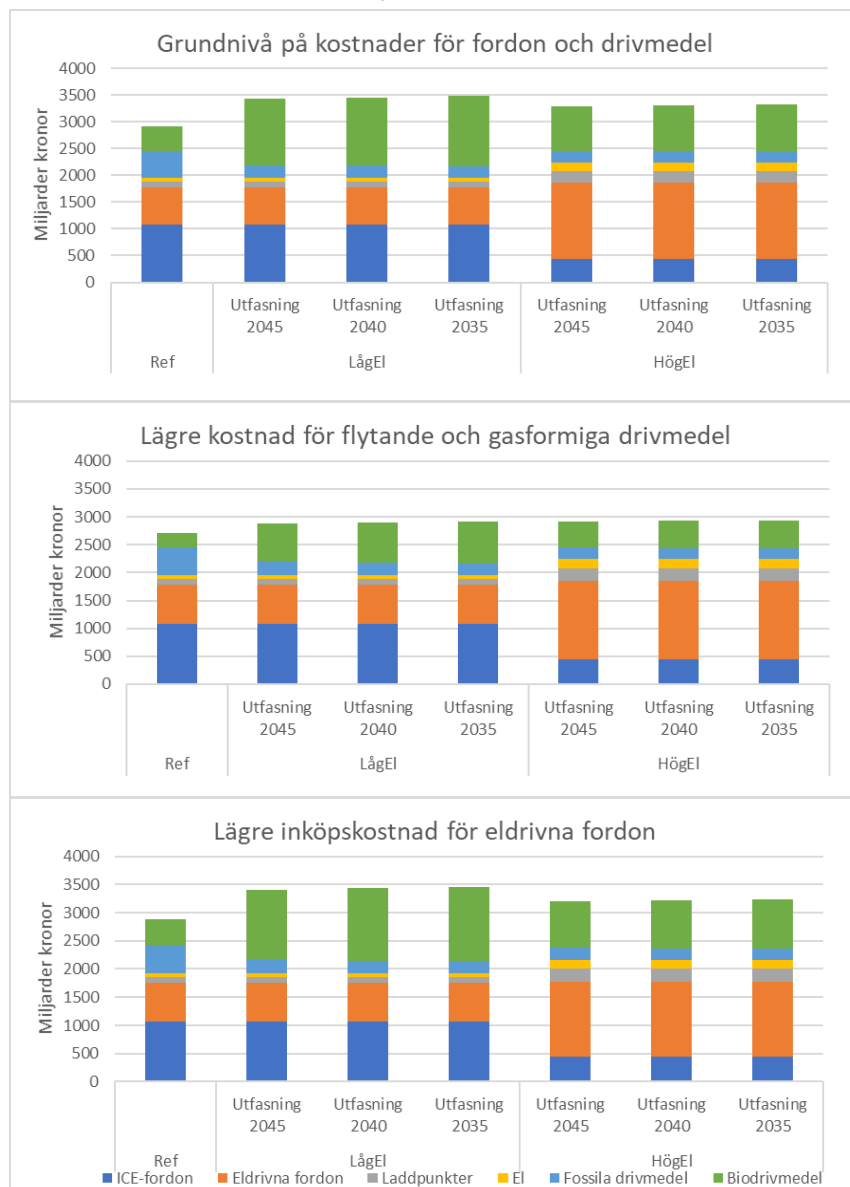 Grundnivå på kostnader för fordon och drivmedel
Miljarder kronor
4000
3500
3000
2500
2000
1500
1000
500
0
Utfasning 2045
Utfasning 2040
Utfasning 2035
Utfasning 2045
Utfasning 2040
Utfasning 2035
Ref
LågEl
HögEl
Lägre kostnad för flytande och gasformiga drivmedel
Miljarder kronor
4000
3500
3000
2500
2000
1500
1000
500
0
Utfasning 2045
Utfasning 2040
Utfasning 2035
Utfasning 2045
Utfasning 2040
Utfasning 2035
Ref
LågEl
HögEl
Lägre inköpskostnad för eldrivna fordon
Miljarder kronor
4000
3500
3000
2500
2000
1500
1000
500
0
Utfasning 2045
Utfasning 2040
Utfasning 2035
Utfasning 2045
Utfasning 2040
Utfasning 2035
Ref
LågEl
HögEl
ICE-fordon Eldrivna fordon Laddpunkter El Fossila drivmedel Biodrivmedel